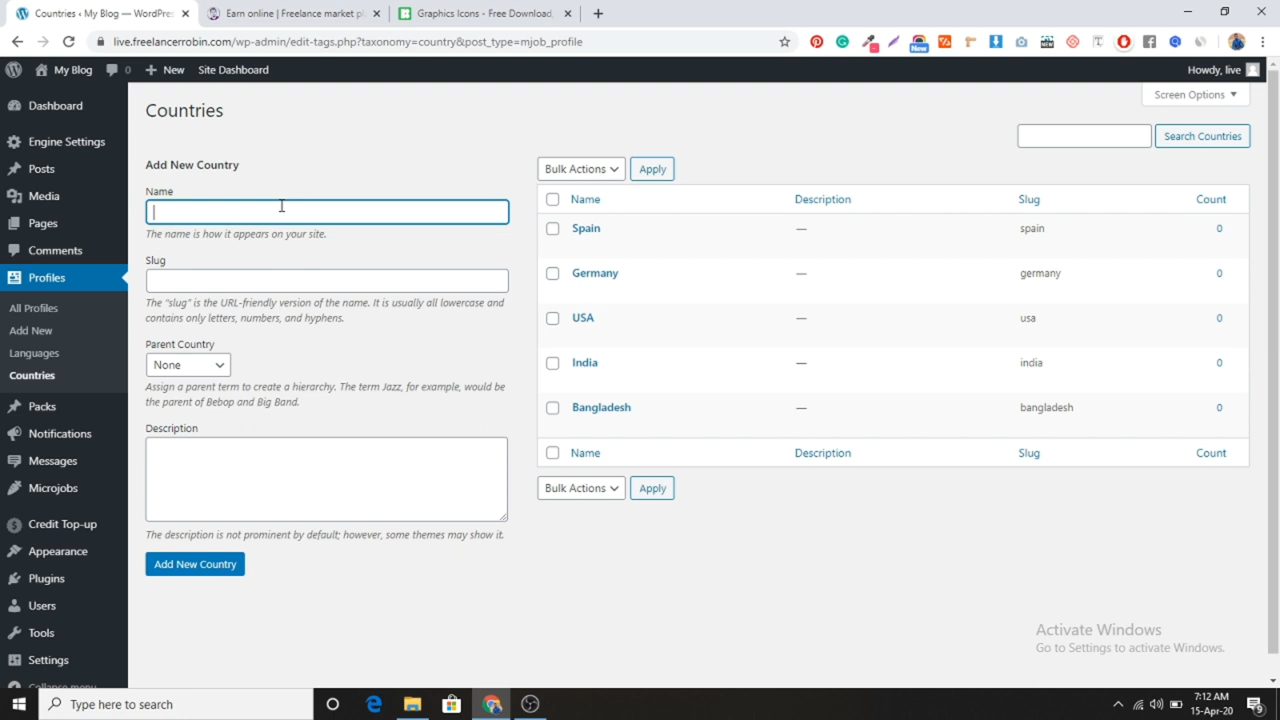 Countries ‹ My Blog — WordPre
Earn online | Freelance market pl
Graphics Icons - Free Download,
live.freelancerrobin.com/wp-admin/edit-tags.php?taxonomy=country&post_type=mjob_profile
New
My Blog
0
New
Site Dashboard
Howdy, live
Dashboard
Engine Settings
Posts
Media
Pages
Comments
Profiles
All Profiles
Add New
Languages
Countries
Packs
Notifications
Messages
Microjobs
Credit Top-up
Appearance
Plugins
Users
Tools
Settings
Collapse menu
Screen Options
Countries
Search Countries
Add New Country
Name
The name is how it appears on your site.
Slug
The "slug" is the URL-friendly version of the name. It is usually all lowercase and
contains only letters, numbers, and hyphens.
Parent Country
None
Assign a parent term to create a hierarchy. The term Jazz, for example, would be
the parent of Bebop and Big Band.
Description
The description is not prominent by default; however, some themes may show it.
Add New Country
Bulk Actions
Apply
Name Description Slug Count
Spain — spain 0
Germany — germany 0
USA — usa 0
India — india 0
Bangladesh — bangladesh 0
Name Description Slug Count
Bulk Actions
Apply
Activate Windows
Go to Settings to activate Windows.
Type here to search
7:12 AM
15-Apr-20
9